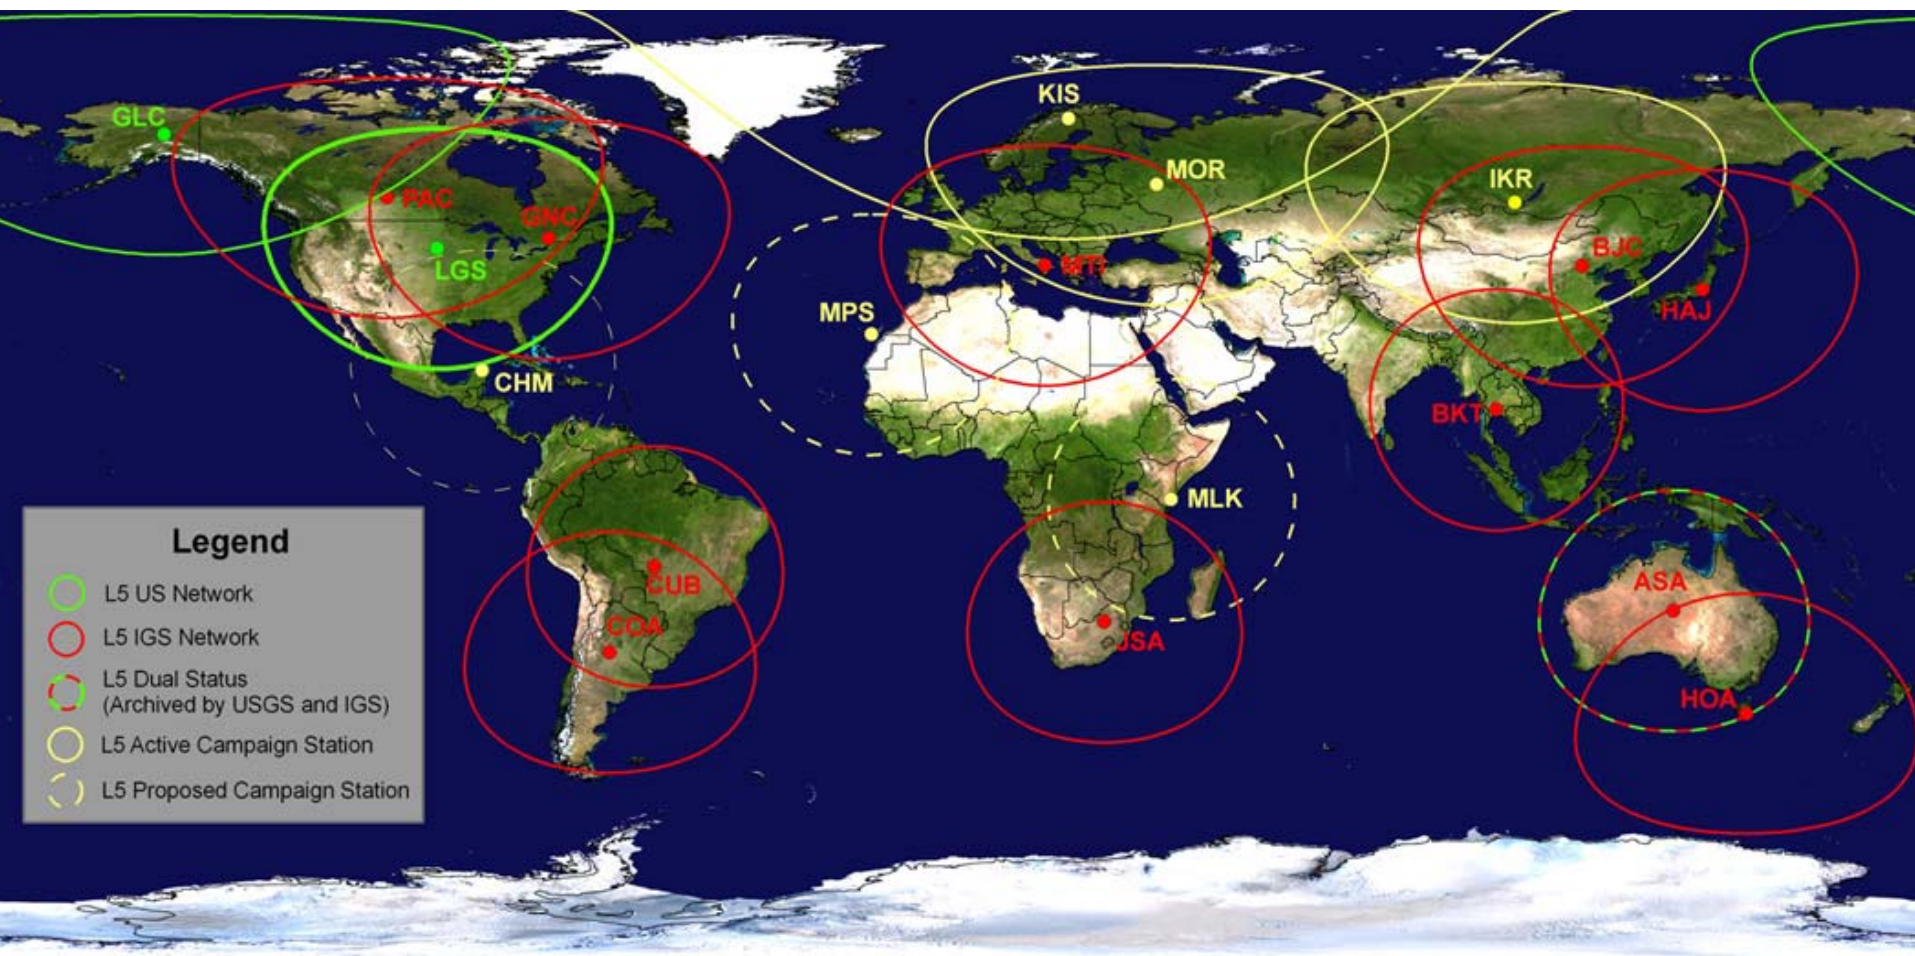 KIS
GLC
MOR
IKR
PAC
GNC
BJC
LGS
MTI
MPS
HAJ
CHM
BKT
MLK
Legend
L5 US Network
L5 IGS Network
L5 Dual Status
(Archived by USGS and IGS)
L5 Active Campaign Station
L5 Proposed Campaign Station
CUB
COA
JSA
ASA
HOA